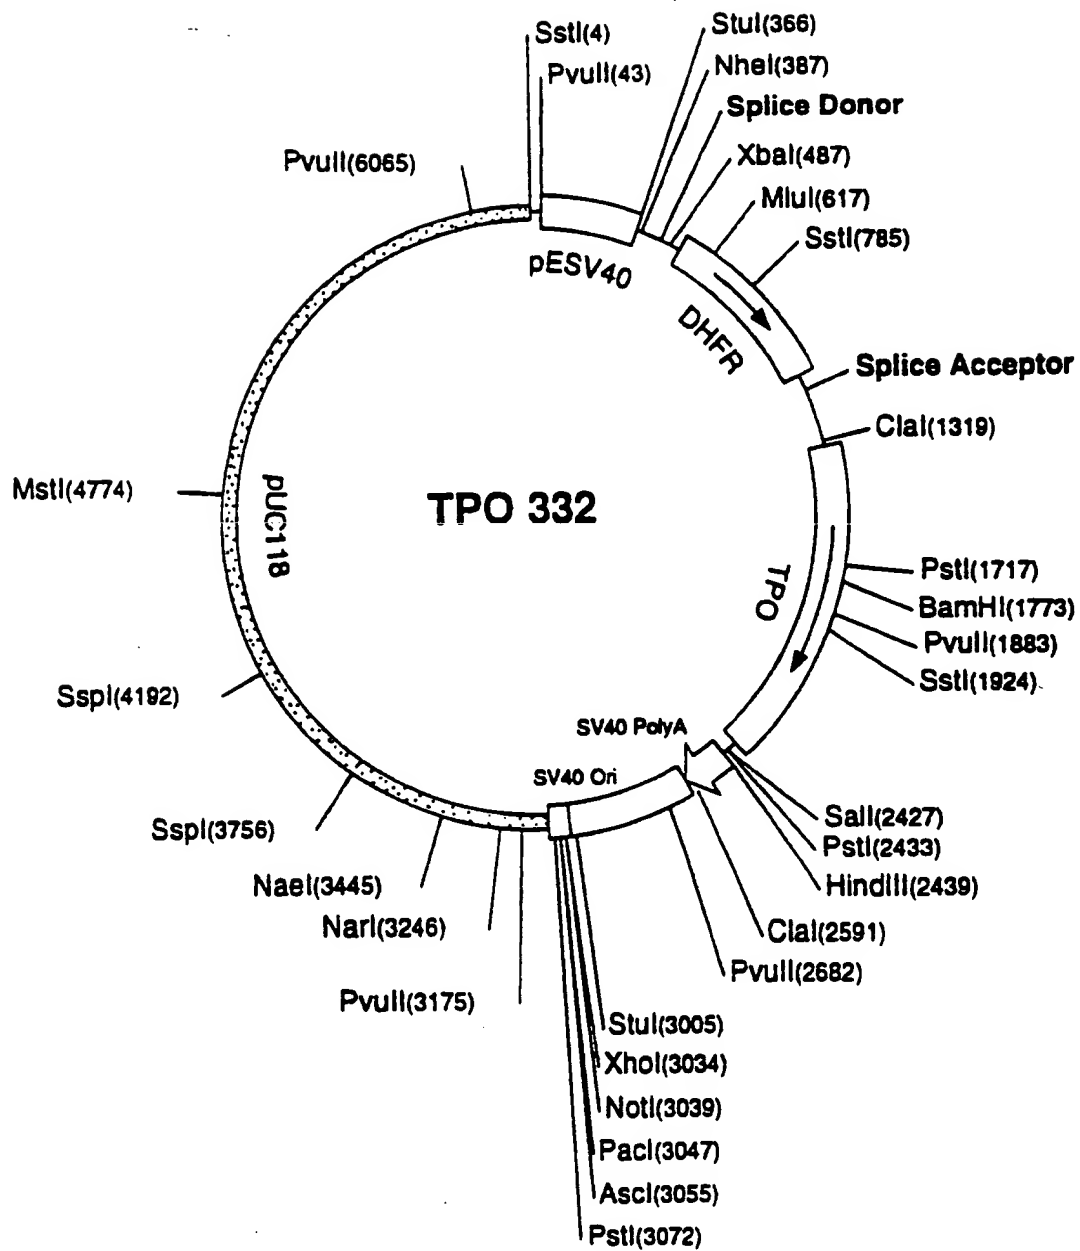 SstI(4)
PvuII(43)
StuI(366)
NheI(387)
Splice Donor
XbaI(487)
MluI(617)
SstI(785)
PvuII(6065)
pESV40
DHFR
Splice Acceptor
ClaI(1319)
MstI(4774)
pUC118
TPO 332
TPO
PstI(1717)
BamHI(1773)
PvuII(1883)
SstI(1924)
SspI(4192)
SV40 PolyA
SV40 Ori
SspI(3756)
SalI(2427)
PstI(2433)
HindIII(2439)
NaeI(3445)
NarI(3246)
ClaI(2591)
PvuII(2682)
PvuII(3175)
StuI(3005)
XhoI(3034)
NotI(3039)
PacI(3047)
AscI(3055)
PstI(3072)